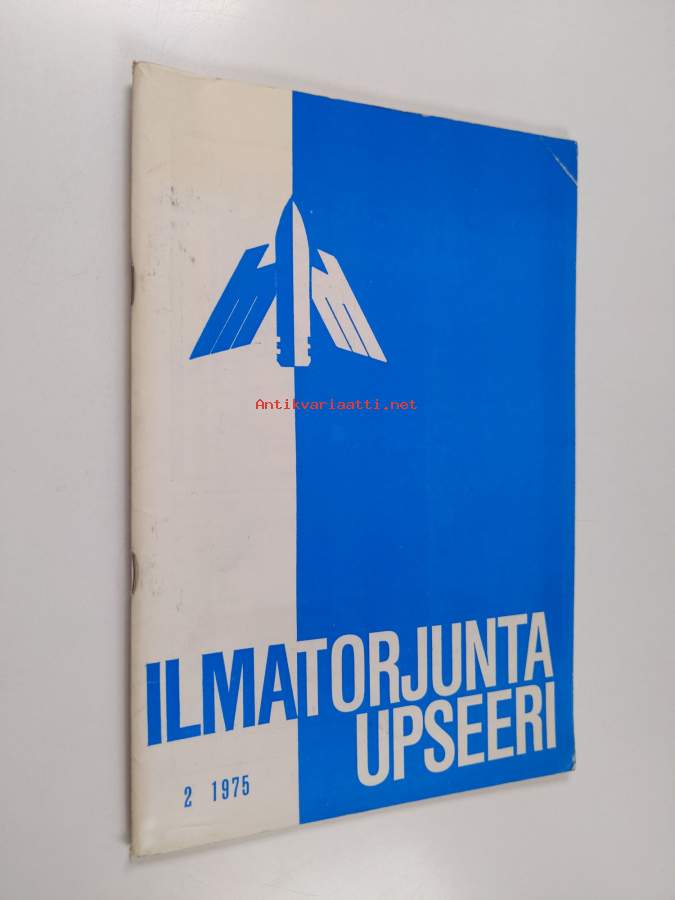 Antikvariaatti.net
ILMATORJUNTA
UPSEERI
2 1975